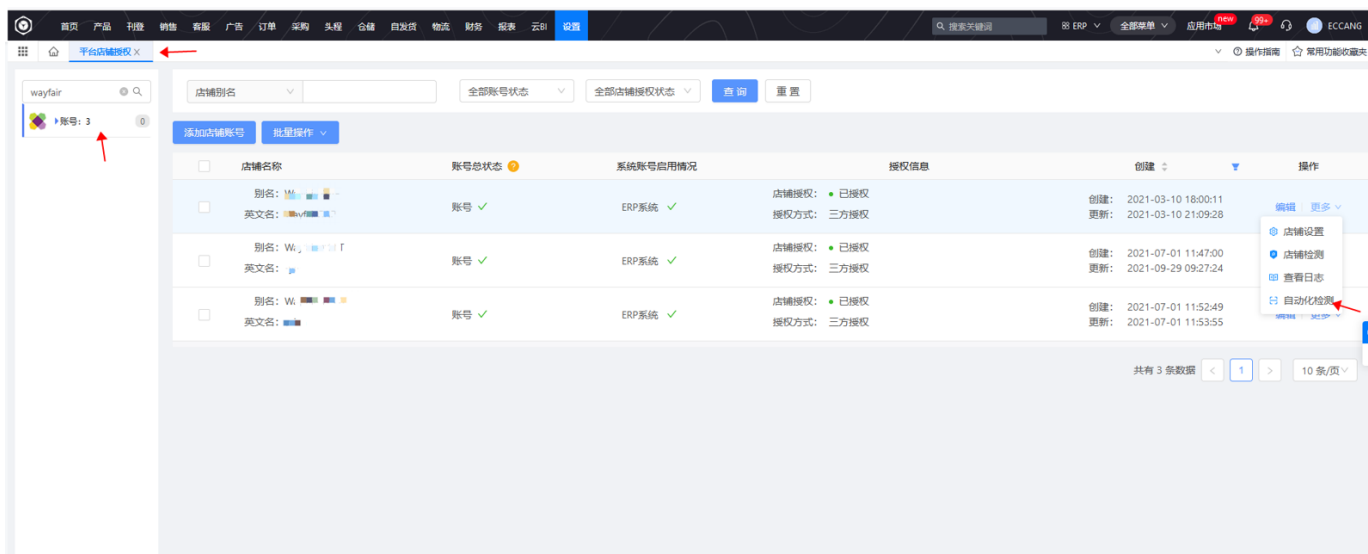 首页 产品 刊登 销售 客服 广告 订单 采购 头程 仓储 自发货 物流 财务 报表 云BI 设置 搜索关键词 ERP 全部菜单 应用市场 new 99+ ECCANG
平台店铺授权 × 操作指南 常用功能收藏夹
wayfair 店铺别名 全部账号状态 全部店铺授权状态 查询 重置
账号: 3 0
添加店铺账号 批量操作
店铺名称 账号总状态 ? 系统账号启用情况 授权信息 创建 操作
别名: 店铺授权: 已授权 创建: 2021-03-10 18:00:11
英文名: 账号 ERP系统 授权方式: 三方授权 更新: 2021-03-10 21:09:28 编辑 更多
店铺设置
别名: 店铺授权: 已授权 创建: 2021-07-01 11:47:00 店铺检测
英文名: 账号 ERP系统 授权方式: 三方授权 更新: 2021-09-29 09:27:24 查看日志
自动化检测
别名: 店铺授权: 已授权 创建: 2021-07-01 11:52:49
英文名: 账号 ERP系统 授权方式: 三方授权 更新: 2021-07-01 11:53:55 编辑 更多
共有 3 条数据 < 1 > 10 条/页